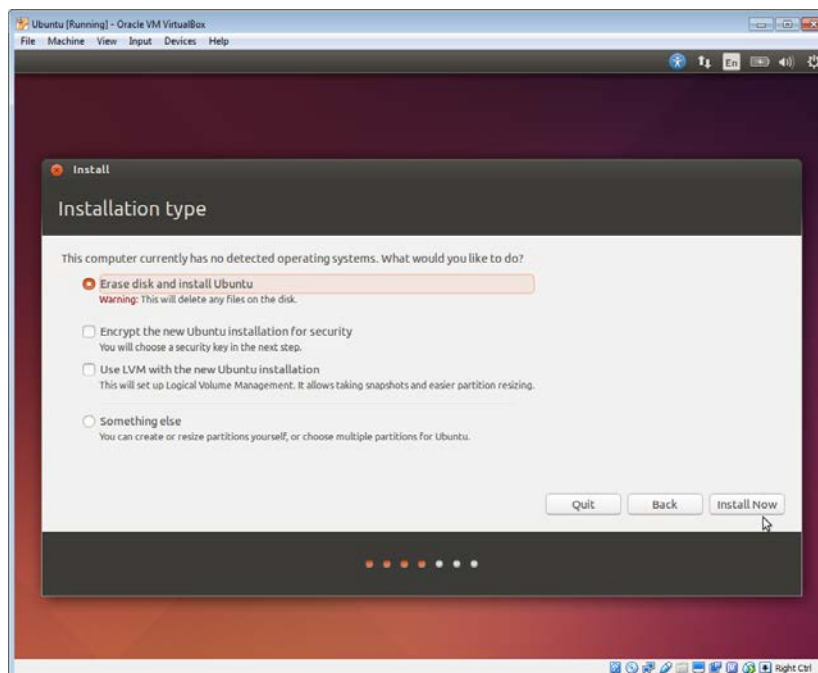 Ubuntu [Running] - Oracle VM VirtualBox
File Machine View Input Devices Help
En
Install
Installation type
This computer currently has no detected operating systems. What would you like to do?
Erase disk and install Ubuntu
Warning: This will delete any files on the disk.
Encrypt the new Ubuntu installation for security
You will choose a security key in the next step.
Use LVM with the new Ubuntu installation
This will set up Logical Volume Management. It allows taking snapshots and easier partition resizing.
Something else
You can create or resize partitions yourself, or choose multiple partitions for Ubuntu.
Quit Back Install Now
Right Ctrl